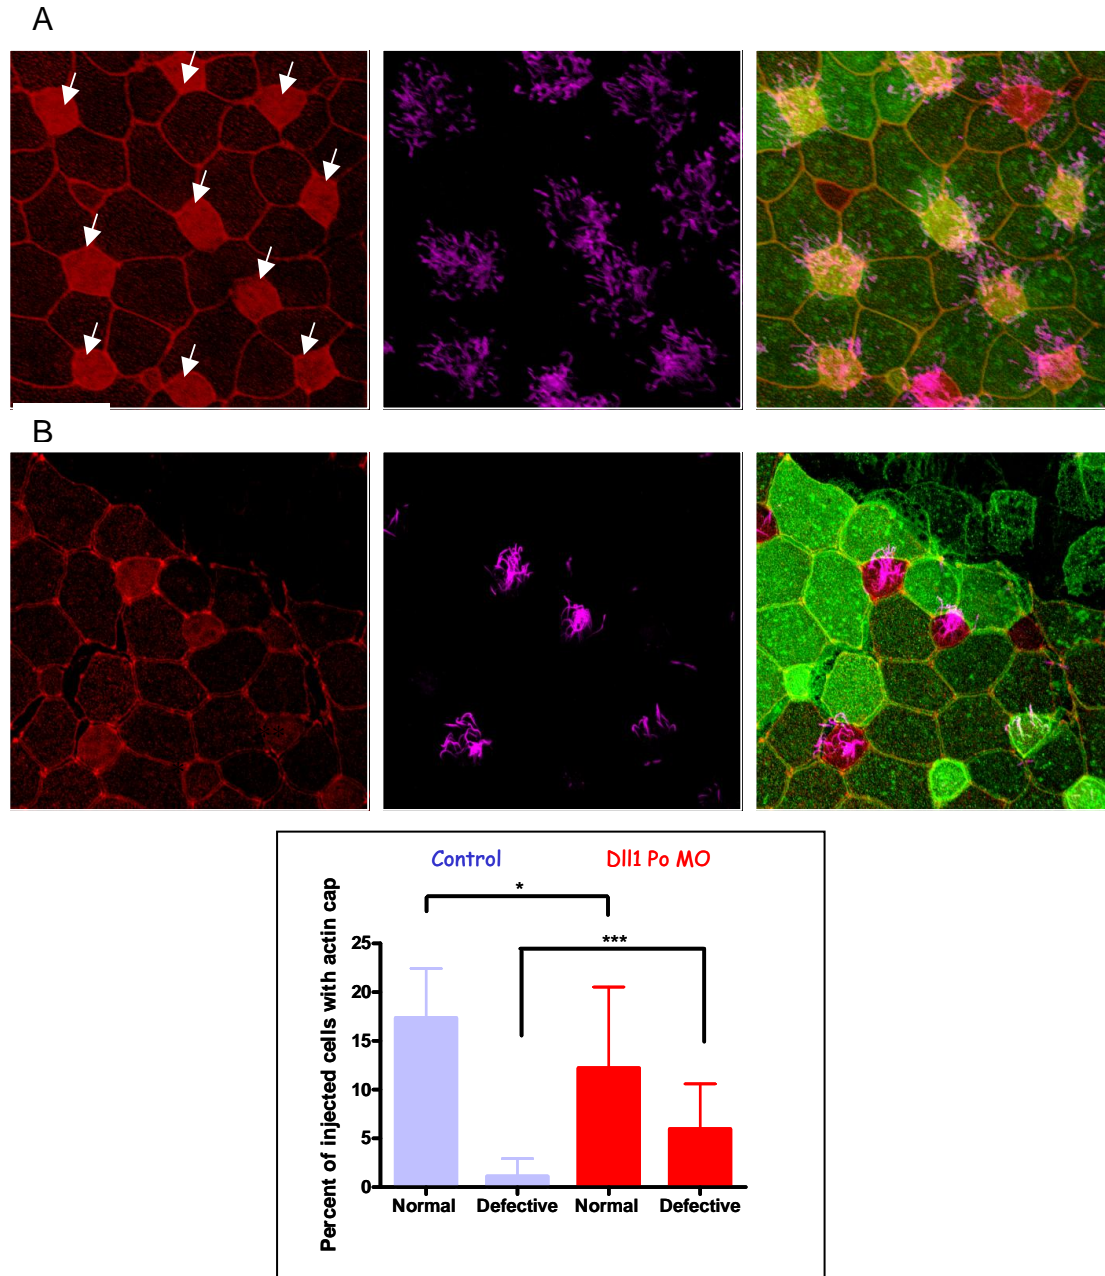 A
B
Control Dll1 Po MO
*
***
Percent of injected cells with actin cap
25
20
15
10
5
0
Normal Defective Normal Defective